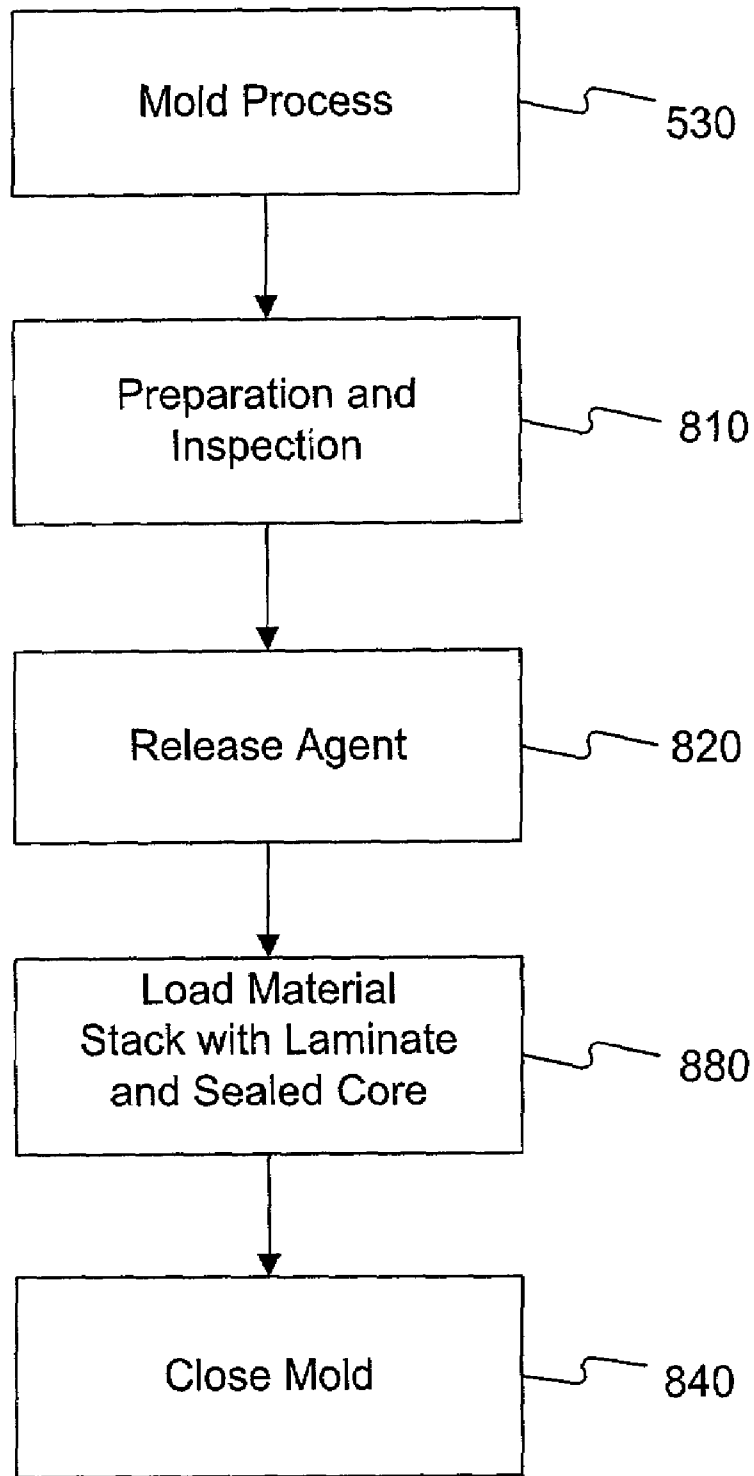 Mold Process
530
Preparation and
Inspection
810
Release Agent
820
Load Material
Stack with Laminate
and Sealed Core
880
Close Mold
840